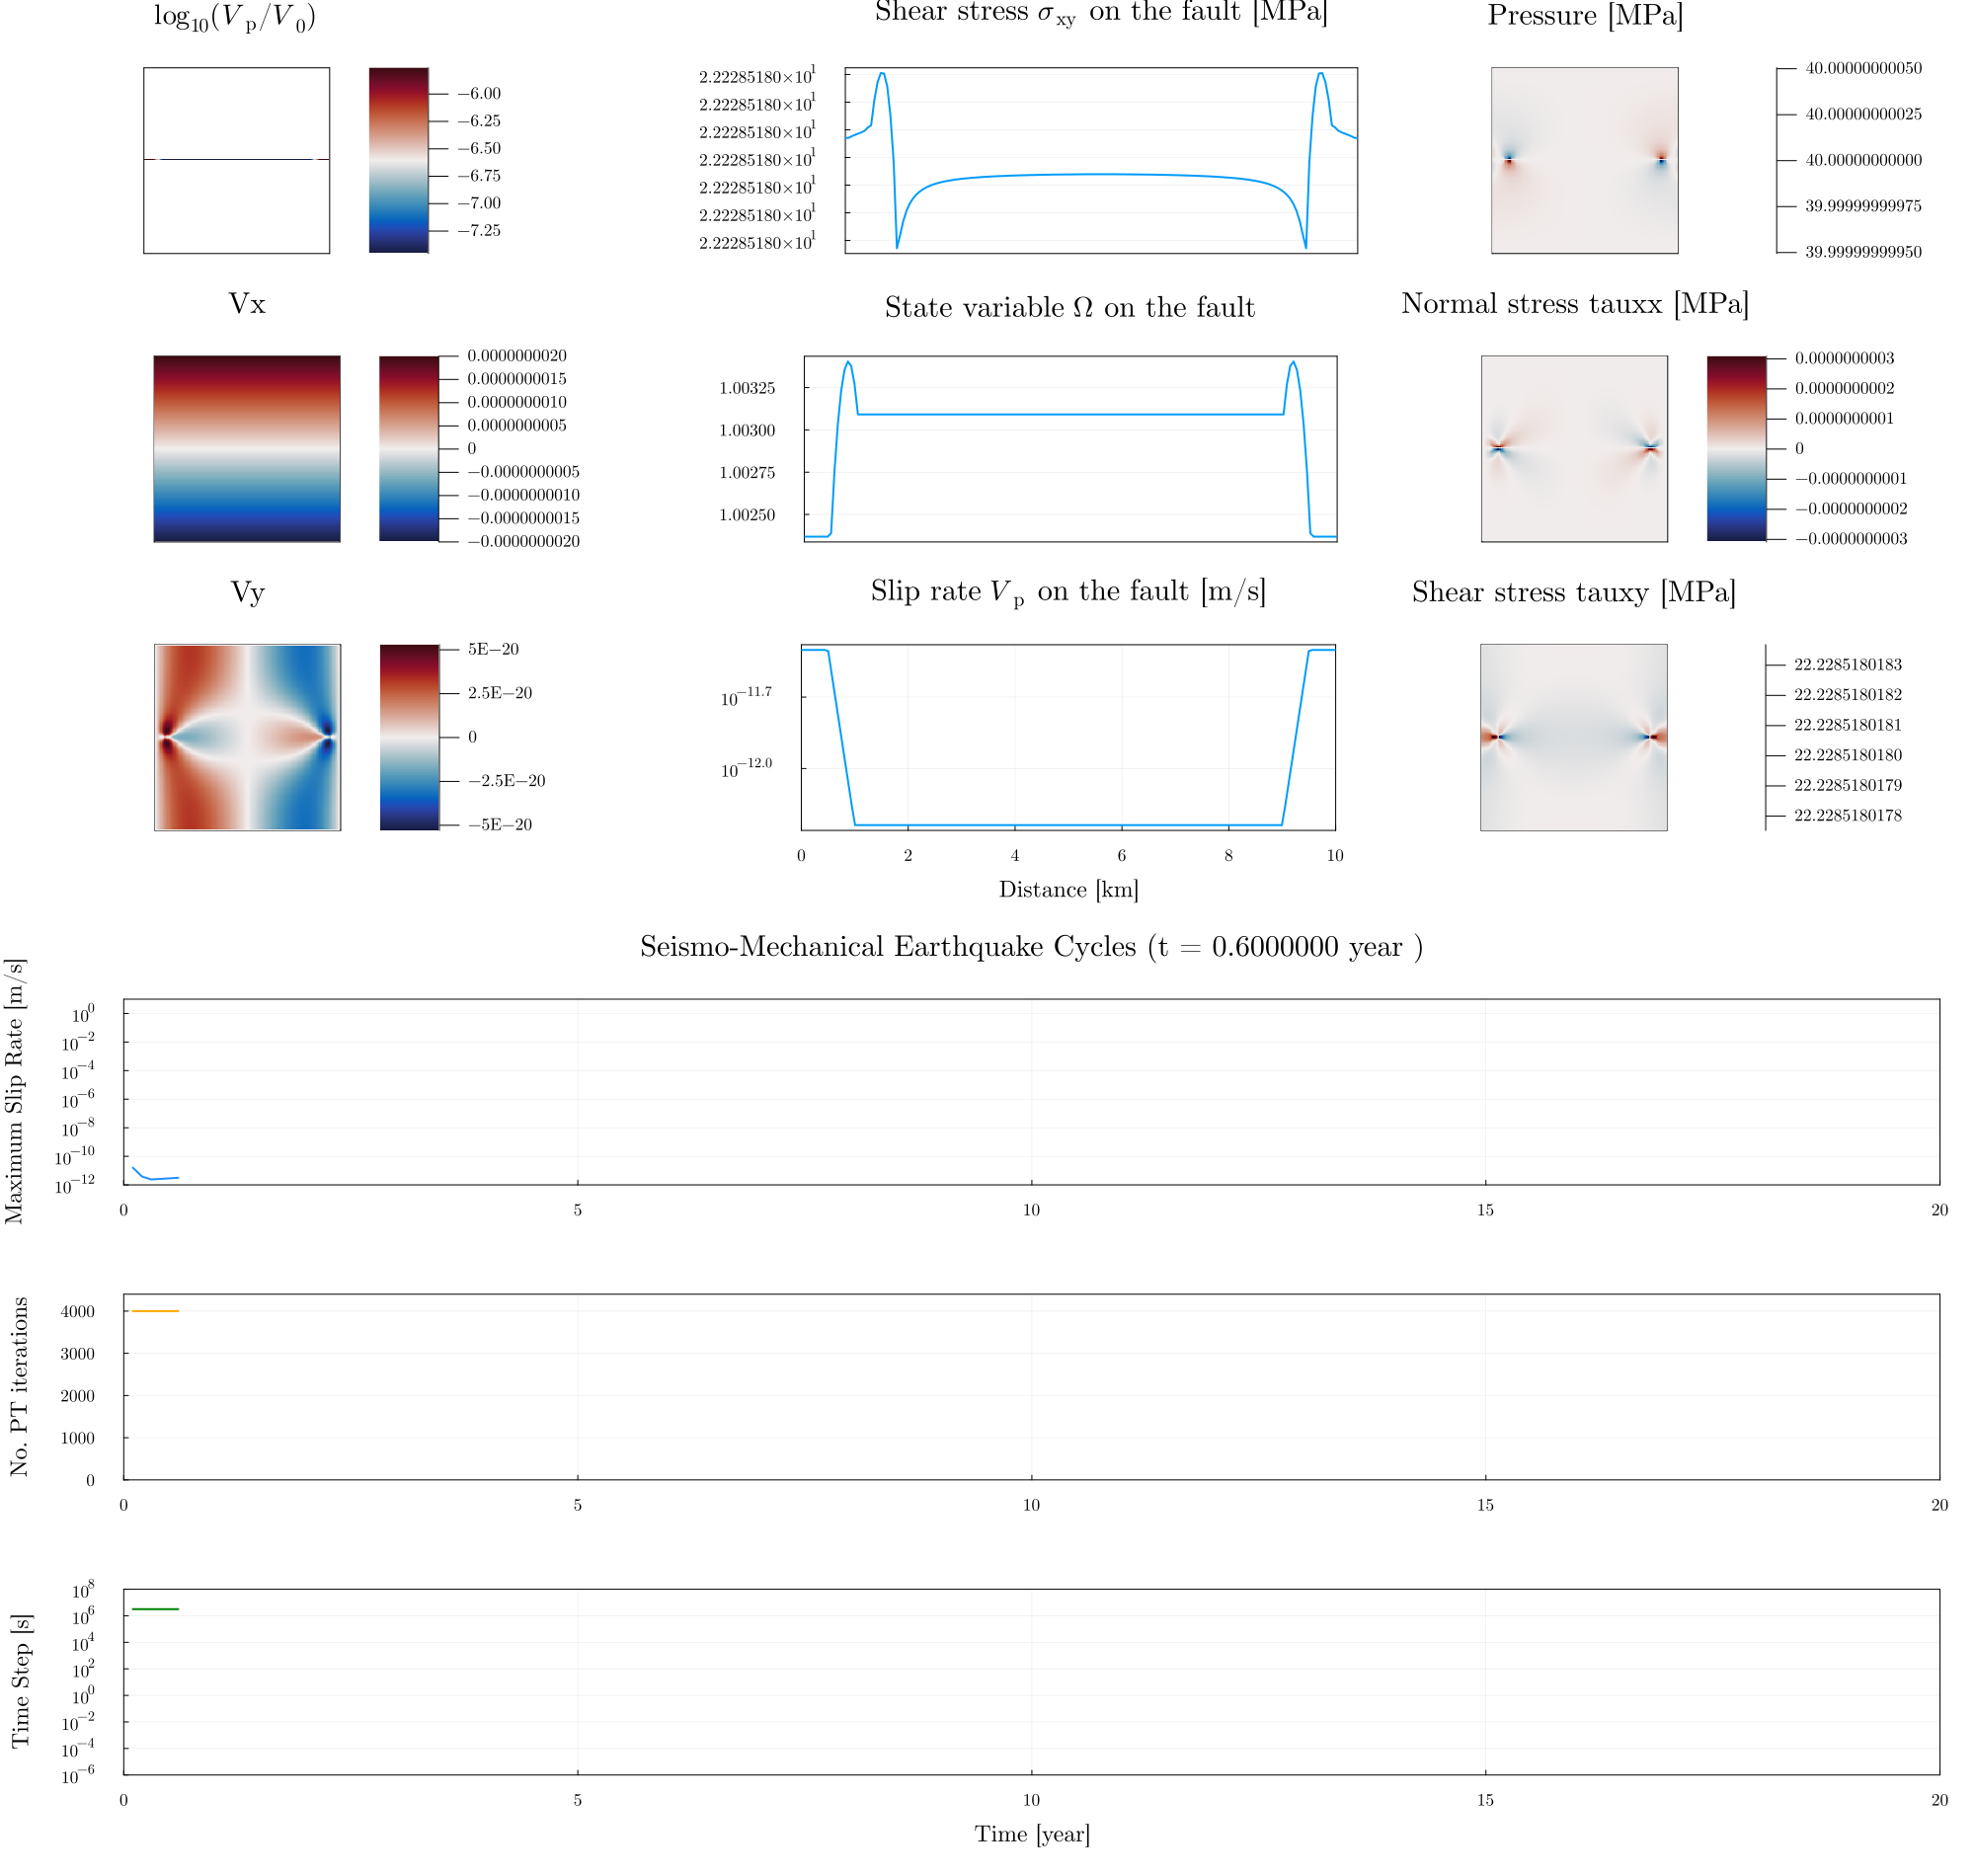 log₁₀(V_p/V_0)
−6.00
−6.25
−6.50
−6.75
−7.00
−7.25
Shear stress σ_xy on the fault [MPa]
2.22285180×10¹
2.22285180×10¹
2.22285180×10¹
2.22285180×10¹
2.22285180×10¹
2.22285180×10¹
2.22285180×10¹
Pressure [MPa]
40.00000000050
40.00000000025
40.00000000000
39.99999999975
39.99999999950
Vx
0.0000000020
0.0000000015
0.0000000010
0.0000000005
0
−0.0000000005
−0.0000000010
−0.0000000015
−0.0000000020
State variable Ω on the fault
1.00325
1.00300
1.00275
1.00250
Normal stress tauxx [MPa]
0.0000000003
0.0000000002
0.0000000001
0
−0.0000000001
−0.0000000002
−0.0000000003
Vy
5E−20
2.5E−20
0
−2.5E−20
−5E−20
Slip rate V_p on the fault [m/s]
10^−11.7
10^−12.0
0 2 4 6 8 10
Distance [km]
Shear stress tauxy [MPa]
22.2285180183
22.2285180182
22.2285180181
22.2285180180
22.2285180179
22.2285180178
Seismo-Mechanical Earthquake Cycles (t = 0.6000000 year )
Maximum Slip Rate [m/s]
10⁰
10⁻²
10⁻⁴
10⁻⁶
10⁻⁸
10⁻¹⁰
10⁻¹²
0 5 10 15 20
No. PT iterations
4000
3000
2000
1000
0
0 5 10 15 20
Time Step [s]
10⁸
10⁶
10⁴
10²
10⁰
10⁻²
10⁻⁴
10⁻⁶
0 5 10 15 20
Time [year]